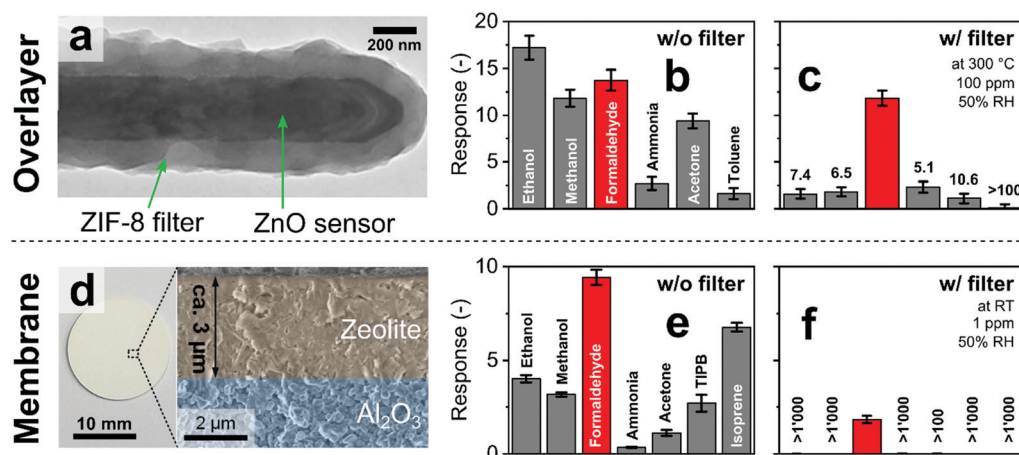 Overlayer
a
200 nm
ZIF-8 filter
ZnO sensor
Response (-)
20
15
10
5
0
w/o filter
b
Ethanol
Methanol
Formaldehyde
Ammonia
Acetone
Toluene
w/ filter
at 300 °C
100 ppm
50% RH
c
7.4
6.5
5.1
10.6
>100
Membrane
d
10 mm
ca. 3 µm
Zeolite
Al₂O₃
2 µm
Response (-)
10
5
0
w/o filter
e
Ethanol
Methanol
Formaldehyde
Ammonia
Acetone
TIPB
Isoprene
w/ filter
at RT
1 ppm
50% RH
f
>1'000
>1'000
>1'000
>100
>1'000
>1'000